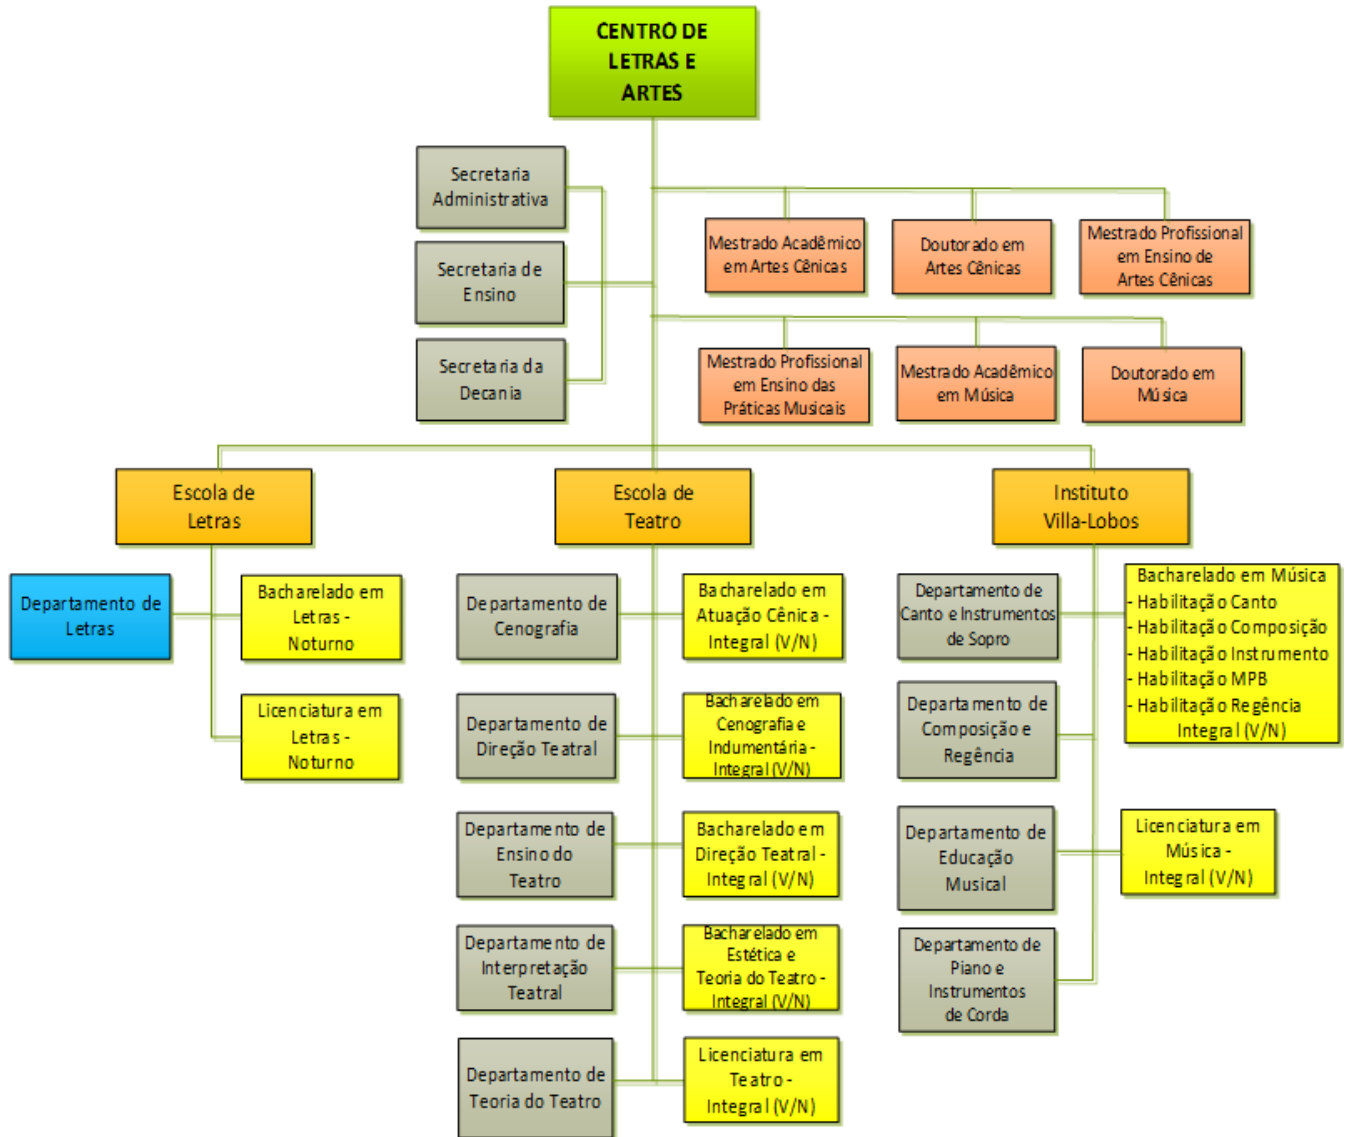 CENTRO DE
LETRAS E
ARTES
Secretaria
Administrativa
Secretaria de
Ensino
Secretaria da
Decania
Mestrado Acadêmico
em Artes Cênicas
Doutorado em
Artes Cênicas
Mestrado Profissional
em Ensino de
Artes Cênicas
Mestrado Profissional
em Ensino das
Práticas Musicais
Mestrado Acadêmico
em Música
Doutorado em
Música
Escola de
Letras
Escola de
Teatro
Instituto
Villa-Lobos
Departamento de
Letras
Bacharelado em
Letras -
Noturno
Licenciatura em
Letras -
Noturno
Departamento de
Cenografia
Bacharelado em
Atuação Cênica -
Integral (V/N)
Departamento de
Direção Teatral
Bacharelado em
Cenografia e
Indumentária -
Integral (V/N)
Departamento de
Ensino do
Teatro
Bacharelado em
Direção Teatral -
Integral (V/N)
Departamento de
Interpretação
Teatral
Bacharelado em
Estética e
Teoria do Teatro -
Integral (V/N)
Departamento de
Teoria do Teatro
Licenciatura em
Teatro -
Integral (V/N)
Departamento de
Canto e Instrumentos
de Sopro
Bacharelado em Música
- Habilitação Canto
- Habilitação Composição
- Habilitação Instrumento
- Habilitação MPB
- Habilitação Regência
Integral (V/N)
Departamento de
Composição e
Regência
Departamento de
Educação
Musical
Licenciatura em
Música -
Integral (V/N)
Departamento de
Piano e
Instrumentos
de Corda